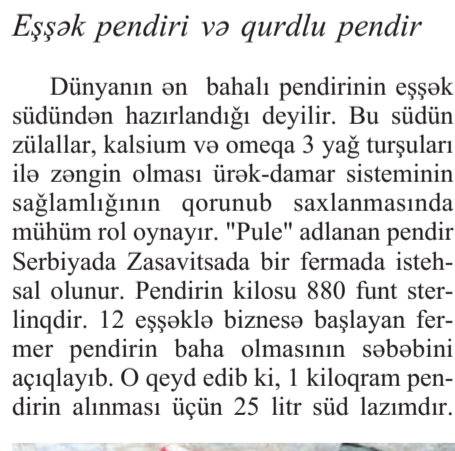 Eşşək pendiri və qurdlu pendir
Dünyanın ən bahalı pendirinin eşşək
südündən hazırlandığı deyilir. Bu südün
zülallar, kalsium və omeqa 3 yağ turşuları
ilə zəngin olması ürək-damar sisteminin
sağlamlığının qorunub saxlanmasında
mühüm rol oynayır. "Pule" adlanan pendir
Serbiyada Zasavitsada bir fermada isteh-
sal olunur. Pendirin kilosu 880 funt ster-
linqdir. 12 eşşəklə biznesə başlayan fer-
mer pendirin baha olmasının səbəbini
açıqlayıb. O qeyd edib ki, 1 kiloqram pen-
dirin alınması üçün 25 litr süd lazımdır.